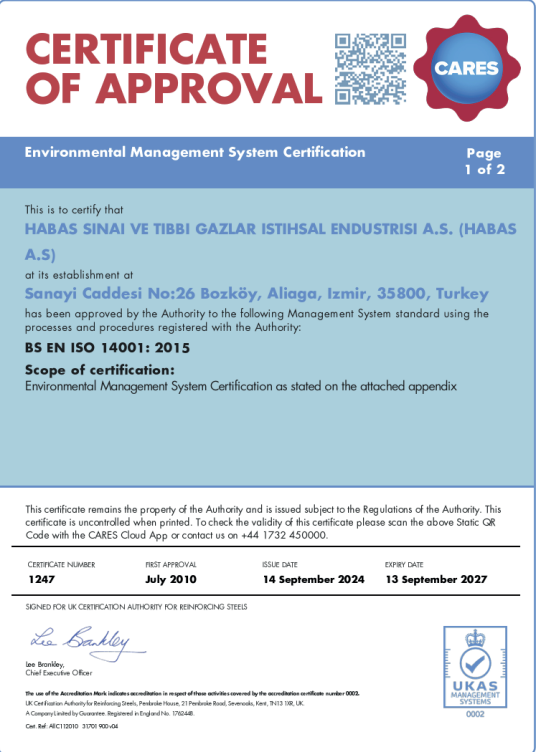 CERTIFICATE
OF APPROVAL
CARES
Environmental Management System Certification
Page
1 of 2
This is to certify that
HABAS SINAI VE TIBBI GAZLAR ISTIHSAL ENDUSTRISI A.S. (HABAS
A.S)
at its establishment at
Sanayi Caddesi No:26 Bozköy, Aliaga, Izmir, 35800, Turkey
has been approved by the Authority to the following Management System standard using the
processes and procedures registered with the Authority:
BS EN ISO 14001: 2015
Scope of certification:
Environmental Management System Certification as stated on the attached appendix
This certificate remains the property of the Authority and is issued subject to the Regulations of the Authority. This
certificate is uncontrolled when printed. To check the validity of this certificate please scan the above Static QR
Code with the CARES Cloud App or contact us on +44 1732 450000.
CERTIFICATE NUMBER FIRST APPROVAL ISSUE DATE EXPIRY DATE
1247 July 2010 14 September 2024 13 September 2027
SIGNED FOR UK CERTIFICATION AUTHORITY FOR REINFORCING STEELS
Lee Brankley
Lee Brankley,
Chief Executive Officer
UKAS
MANAGEMENT
SYSTEMS
0002
The use of the Accreditation Mark indicates accreditation in respect of those activities covered by the accreditation certificate number 0002.
UK Certification Authority for Reinforcing Steels, Pembroke House, 21 Pembroke Road, Sevenoaks, Kent, TN13 1XR, UK.
A Company Limited by Guarantee. Registered in England No. 1762448.
Cert. Ref: AllC112010 31701 900v04